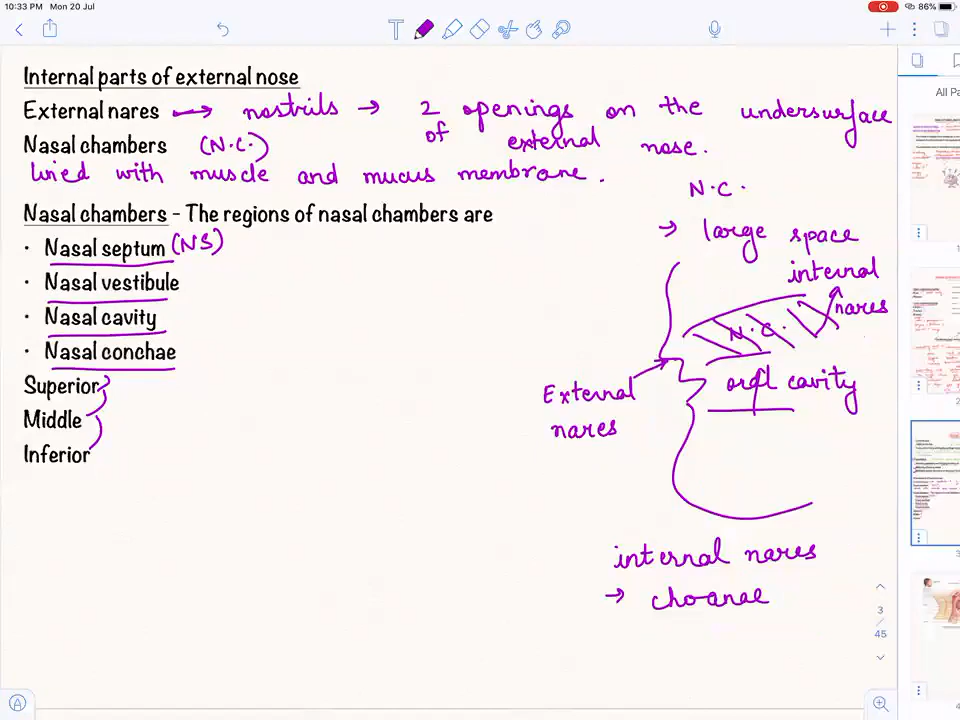 10:33 PM Mon 20 Jul
86%
Internal parts of external nose
External nares → nostrils → 2 openings on the undersurface
of external nose.
Nasal chambers (N.C.)
lined with muscle and mucus membrane.
N.C.
→ large space
Nasal chambers - The regions of nasal chambers are
· Nasal septum (NS)
· Nasal vestibule
· Nasal cavity
· Nasal conchae
Superior
Middle
Inferior
internal
nares
N.C.
oral cavity
External
nares
internal nares
→ choanae
All Pa
3
45